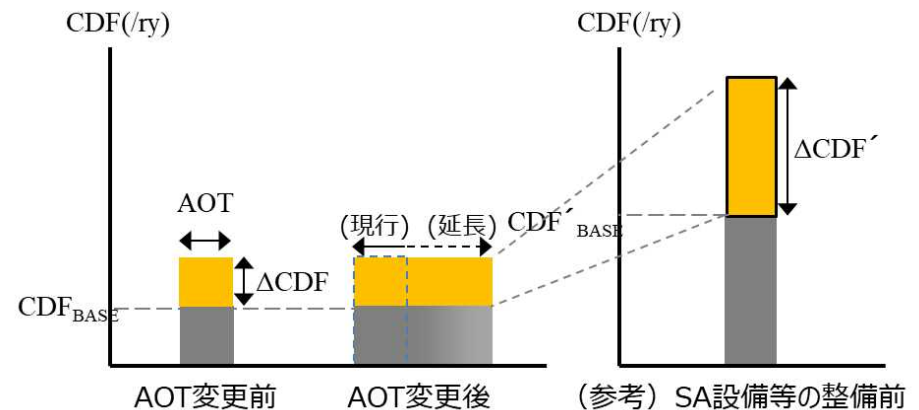 CDF(/ry)
CDF(/ry)
ΔCDF´
AOT
(現行)
(延長)
CDF´BASE
ΔCDF
CDFBASE
AOT変更前
AOT変更後
（参考）SA設備等の整備前